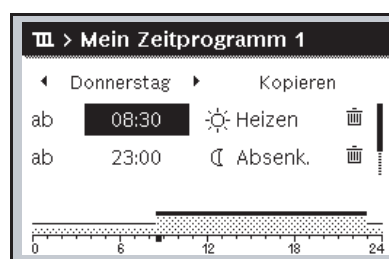 > Mein Zeitprogramm 1
Donnerstag Kopieren
ab 08:30 Heizen
ab 23:00 Absenk.
0 6 12 18 24